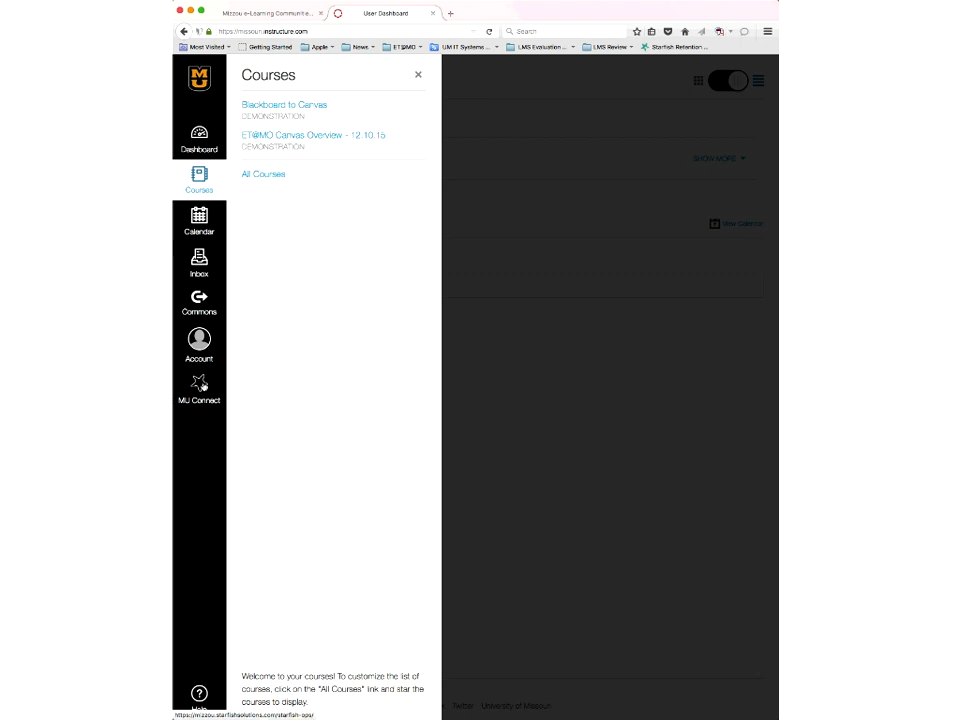 Mizzou e-Learning Communitie...
User Dashboard
https://missouri.instructure.com
Search
Most Visited
Getting Started
Apple
News
ET@MO
UM IT Systems ...
LMS Evaluation ...
LMS Review
Starfish Retention ...
MU
Dashboard
Courses
Calendar
Inbox
Commons
Account
MU Connect
Help
Courses
Blackboard to Canvas
DEMONSTRATION
ET@MO Canvas Overview - 12.10.15
DEMONSTRATION
All Courses
SHOW MORE
View Calendar
Welcome to your courses! To customize the list of
courses, click on the "All Courses" link and star the
courses to display.
Twitter
University of Missouri
https://mizzou.starfishsolutions.com/starfish-ops/